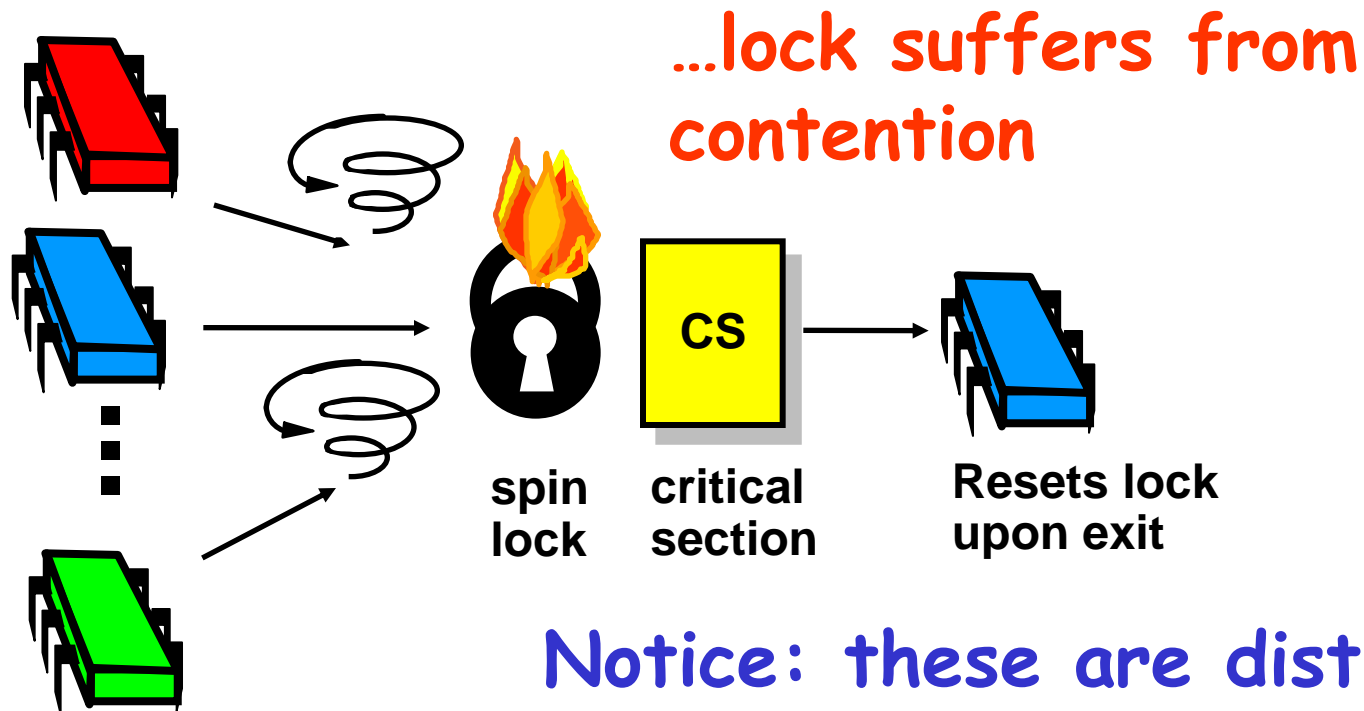 …lock suffers from
contention
CS
spin
lock
critical
section
Resets lock
upon exit
Notice: these are dist